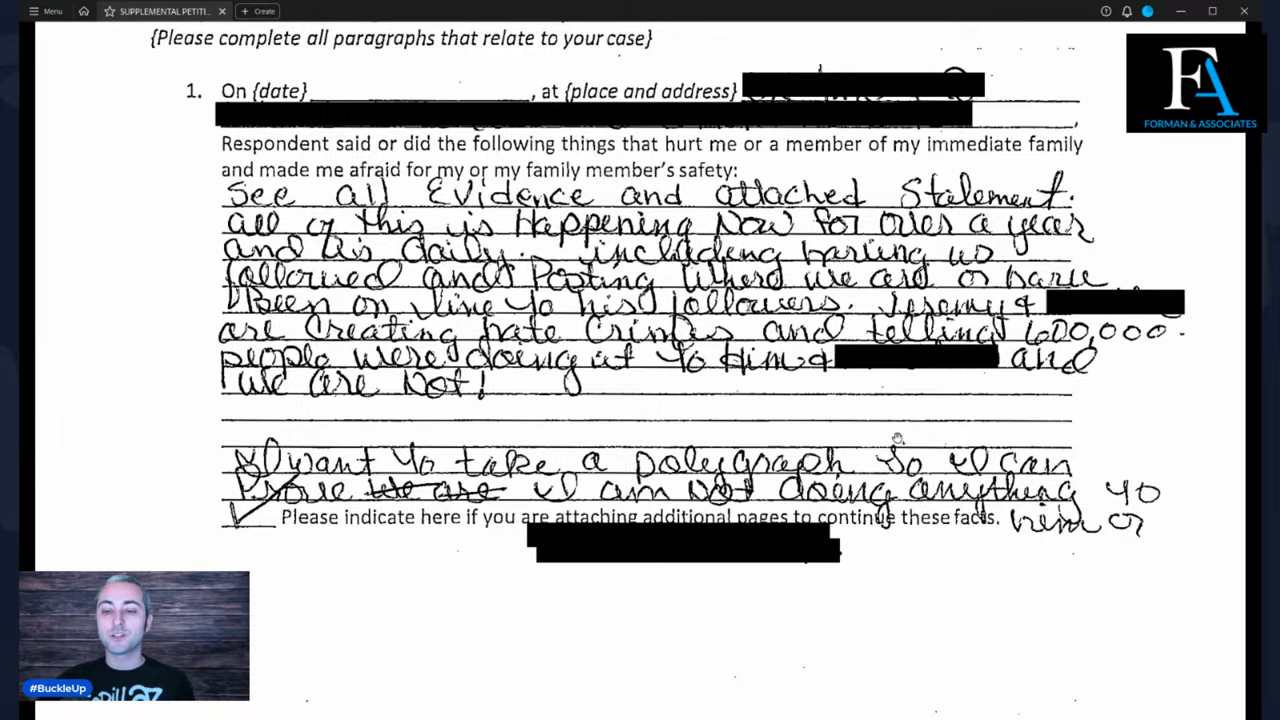 Menu
SUPPLEMENTAL PETITI...
Create
{Please complete all paragraphs that relate to your case}
1. On {date} , at {place and address}
Respondent said or did the following things that hurt me or a member of my immediate family
and made me afraid for my or my family member's safety:
See all Evidence and attached Statement.
all of this is Happening Now for over a year
and is daily. including having us
followed and Posting Where we are or have
Been on line to his followers. Jeremy &
are creating hate Crimes and telling 600,000
people were doing it to Him & and
we are Not!
I want to take a polygraph So I can
Prove we are I am Not doing anything to
Please indicate here if you are attaching additional pages to continue these facts. him or
FA
FORMAN & ASSOCIATES
#BuckleUp